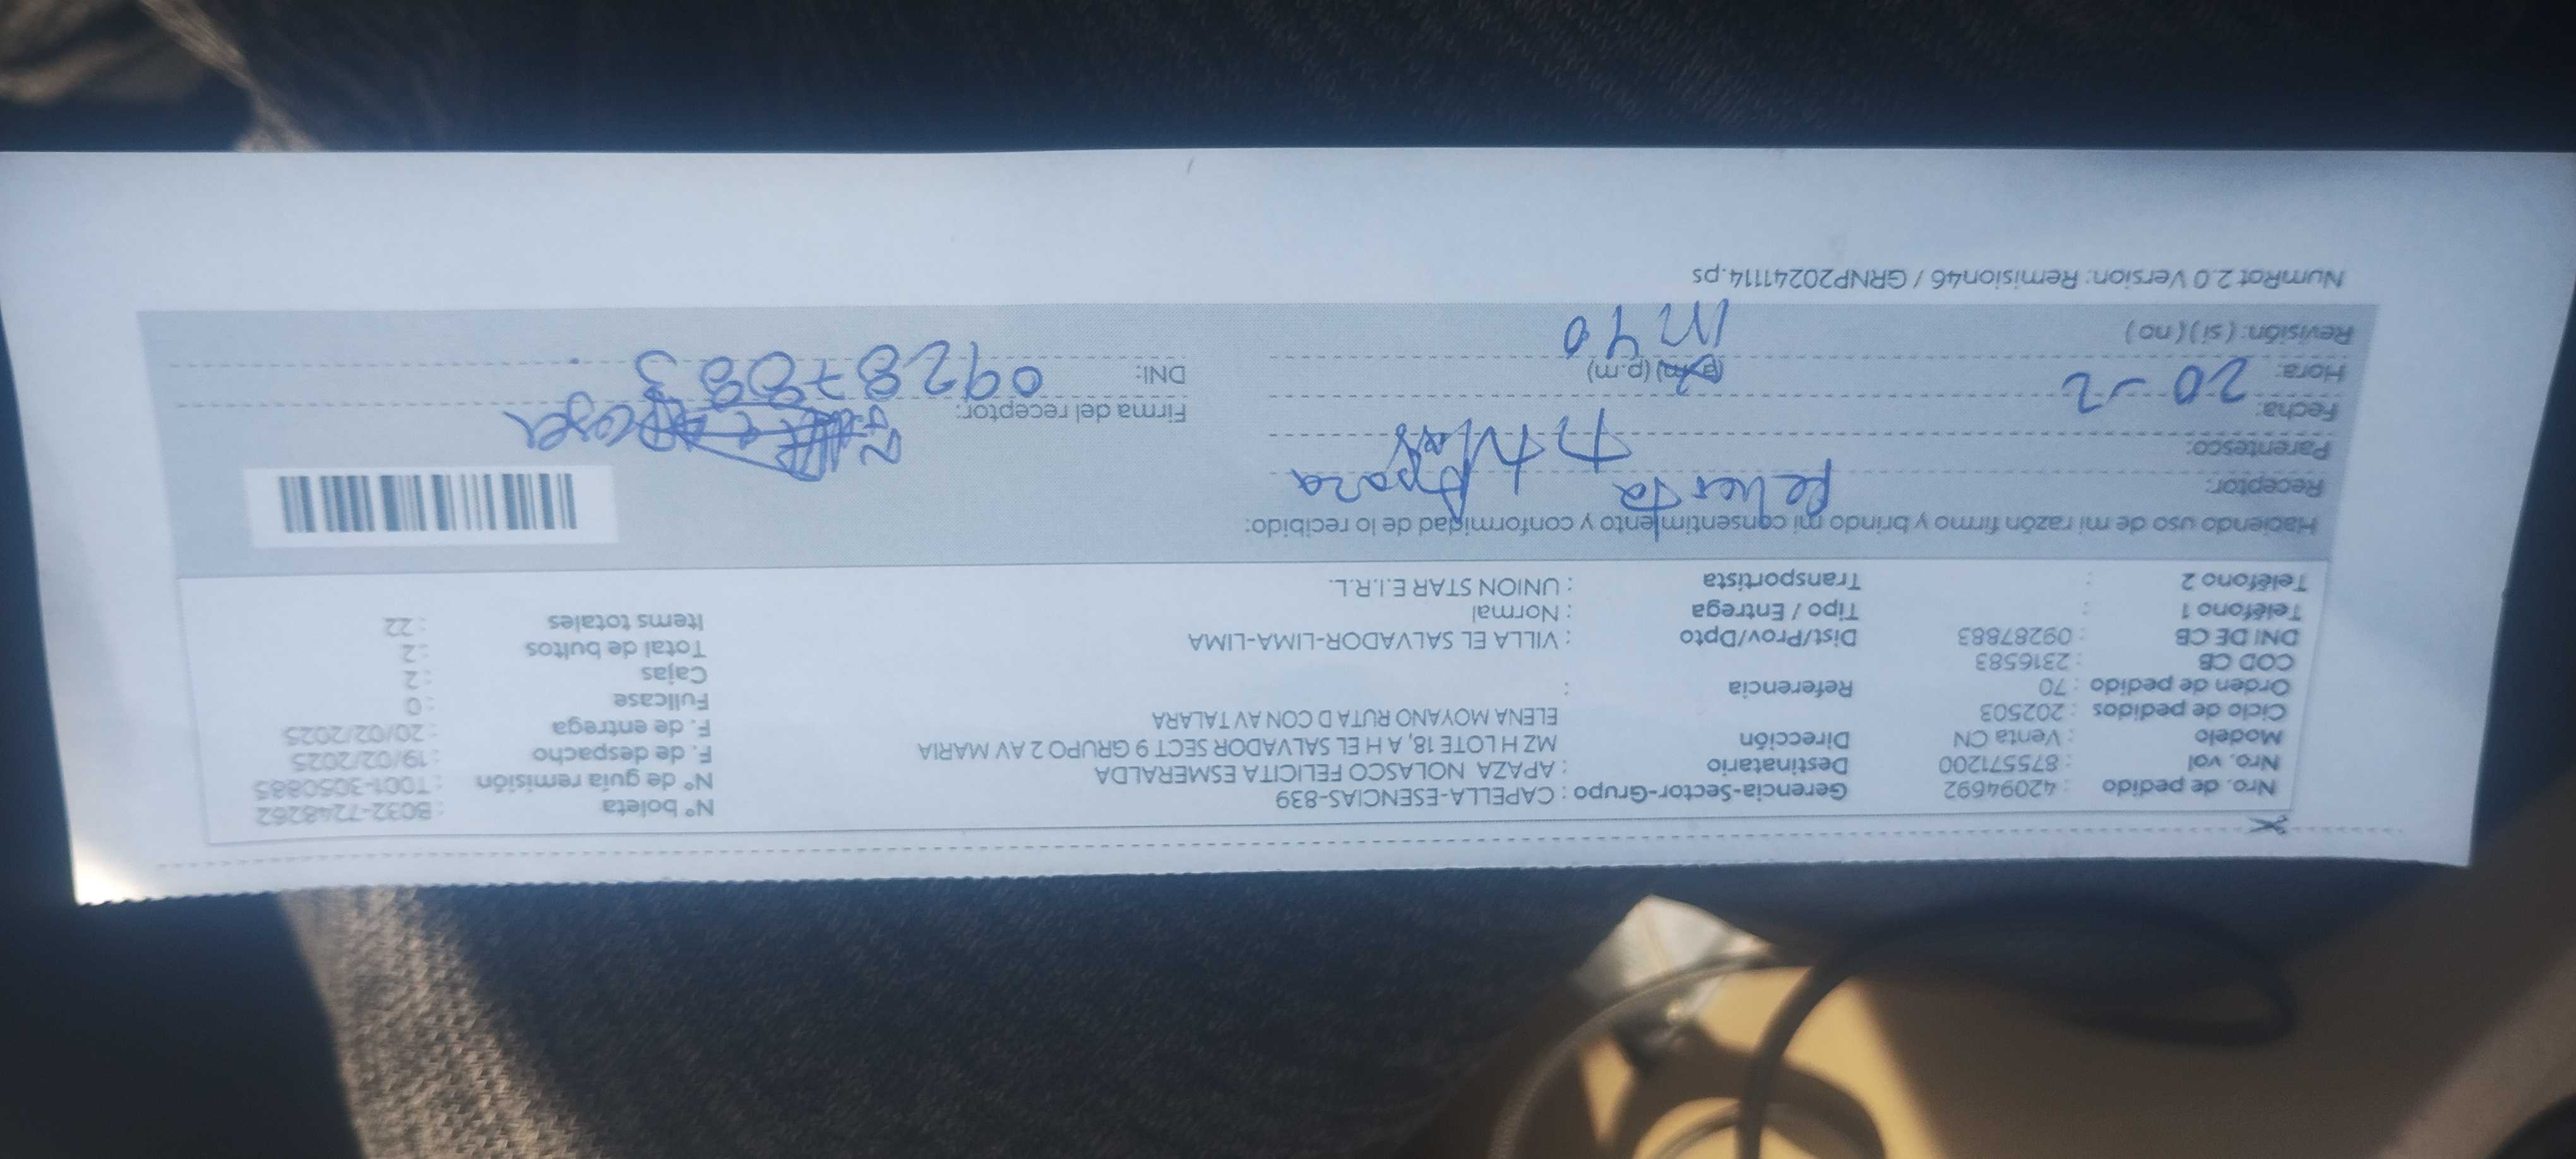 Nro. de pedido : 42094692
Nro. vol : 875571200
Modelo : Venta CN
Ciclo de pedidos : 202503
Orden de pedido : 70
COD CB : 2316583
DNI DE CB : 09287883
Teléfono 1 :
Teléfono 2 :
Gerencia-Sector-Grupo : CAPELLA-ESENCIAS-839
Destinatario : APAZA NOLASCO FELICITA ESMERALDA
Dirección MZ H LOTE 18, A H EL SALVADOR SECT 9 GRUPO 2 AV MARIA
ELENA MOYANO RUTA D CON AV TALARA
Referencia :
Dist/Prov/Dpto : VILLA EL SALVADOR-LIMA-LIMA
Tipo / Entrega : Normal
Transportista : UNION STAR E.I.R.L.
N° boleta : B032-7248262
N° de guía remisión : T001-3050885
F. de despacho : 19/02/2025
F. de entrega : 20/02/2025
Fullcase : 0
Cajas : 2
Total de bultos : 2
Items totales : 22
Haciendo uso de mi razón firmo y brindo mi consentimiento y conformidad de lo recibido:
Receptor: Felicita Apaza
Parentesco:
Fecha: 20-2
Hora: (a.m) (p.m)
Revisión: (si) (no) 40
Firma del receptor:
DNI: 09287883
NumRot 2.0 Version: Remision46 / GRNP20241114.ps